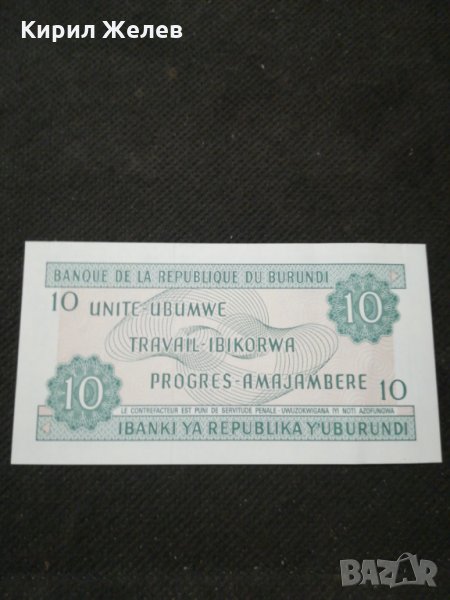 Кирил Желев
BANQUE DE LA REPUBLIQUE DU BURUNDI
10 UNITE-UBUMWE 10
TRAVAIL-IBIKORWA
10 PROGRES-AMAJAMBERE 10
LE CONTREFACTEUR EST PUNI DE SERVITUDE PENALE-UWUZOKWIGANA IYI NOTI AZOFUNGWA
IBANKI YA REPUBLIKA Y'UBURUNDI
BAZAR